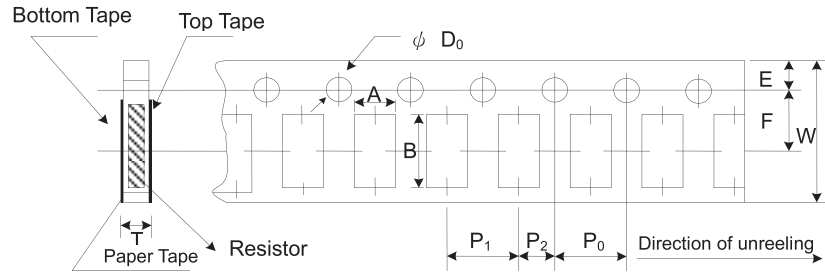 Bottom Tape
Top Tape
ϕ D₀
A
B
E
F
W
T
Paper Tape
Resistor
P₁
P₂
P₀
Direction of unreeling